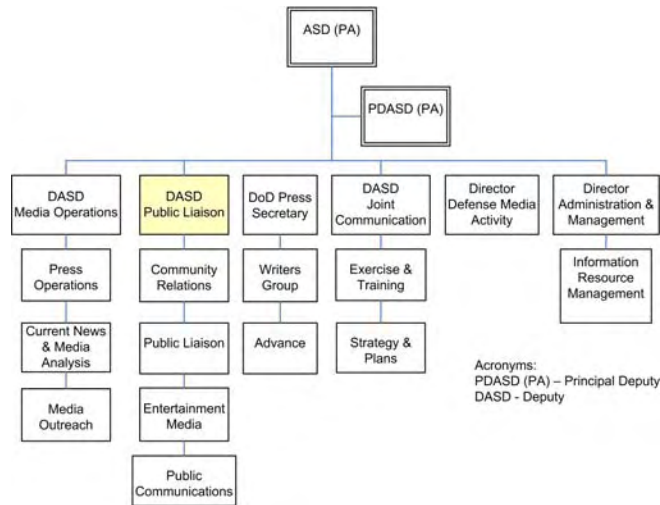 ASD (PA)
PDASD (PA)
DASD
Media Operations
DASD
Public Liaison
DoD Press
Secretary
DASD
Joint
Communication
Director
Defense Media
Activity
Director
Administration &
Management
Press
Operations
Community
Relations
Writers
Group
Exercise &
Training
Information
Resource
Management
Current News
& Media
Analysis
Public Liaison
Advance
Strategy &
Plans
Media
Outreach
Entertainment
Media
Public
Communications
Acronyms:
PDASD (PA) – Principal Deputy
DASD - Deputy